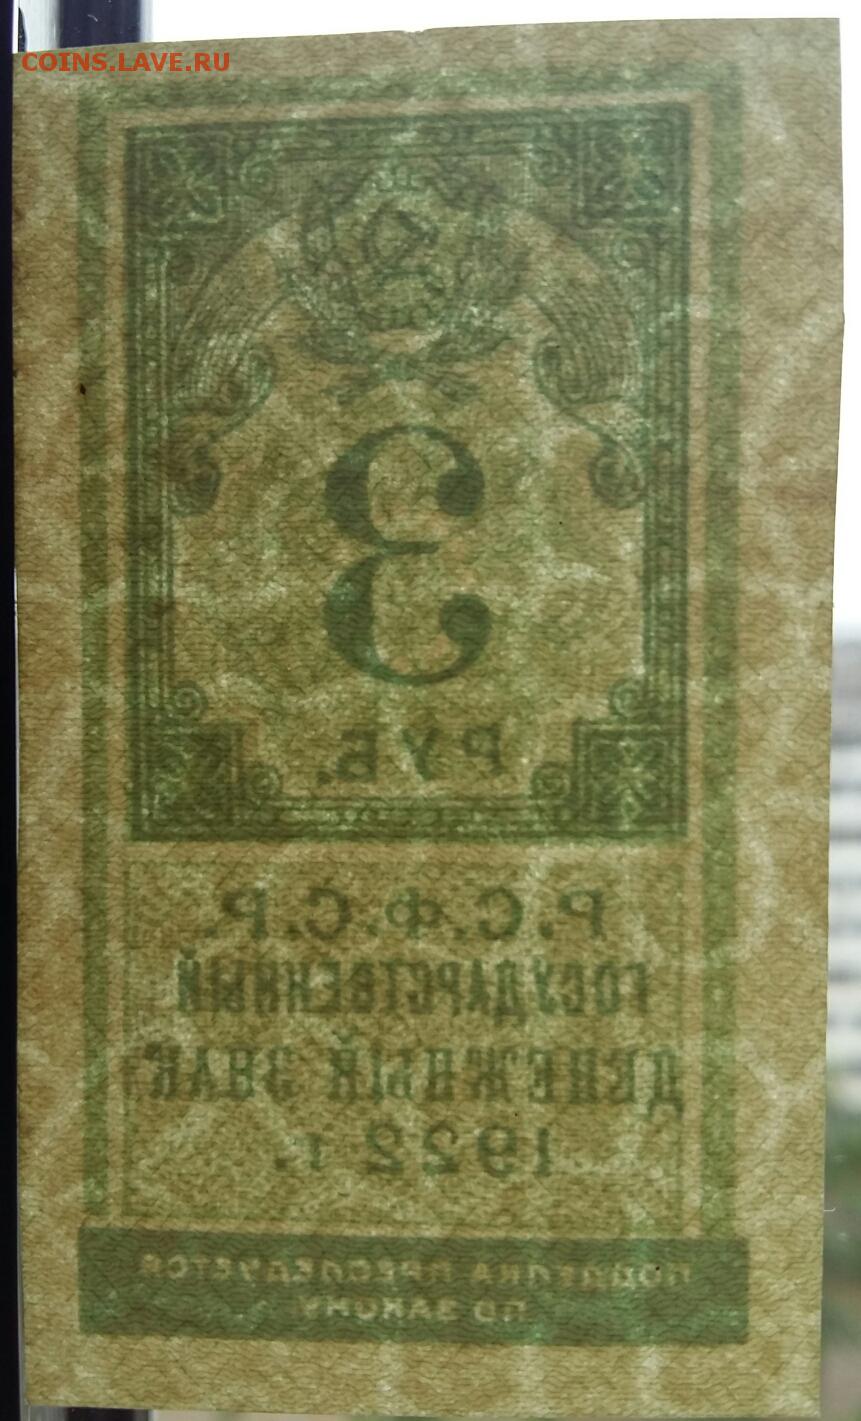 COINS.LAVE.RU
3
РУБ.
Р.С.Ф.С.Р.
ГОСУДАРСТВЕННЫЙ
ДЕНЕЖНЫЙ ЗНАК
1922 г.
ПОДДЕЛКА ПРЕСЛЕДУЕТСЯ
ПО ЗАКОНУ